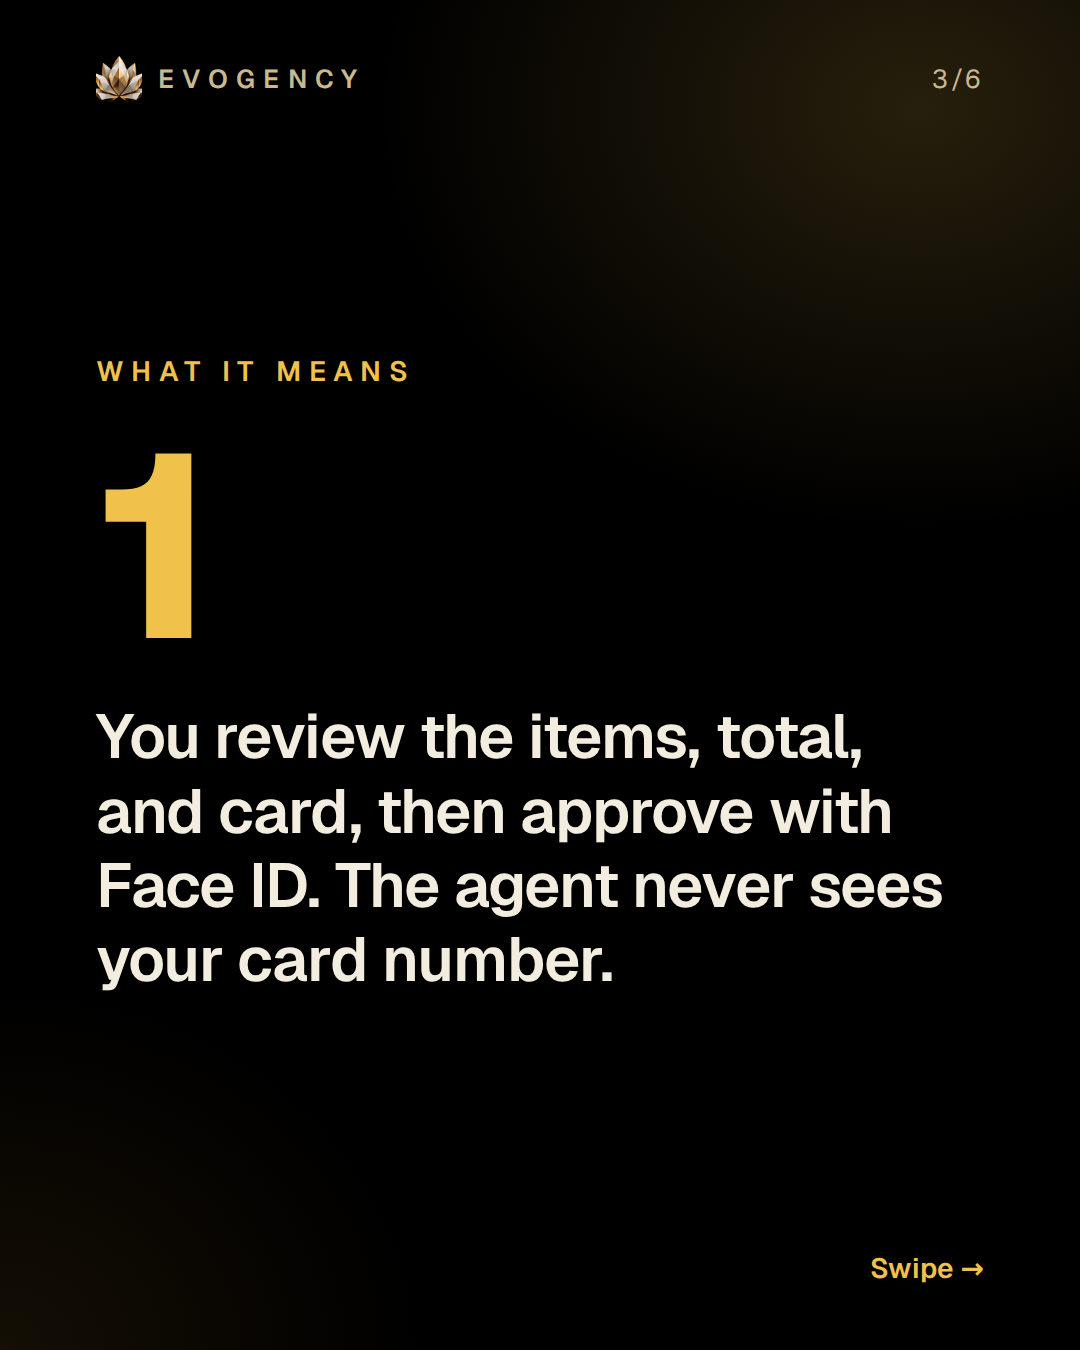 EVOGENCY
3/6
WHAT IT MEANS
1
You review the items, total,
and card, then approve with
Face ID. The agent never sees
your card number.
Swipe →